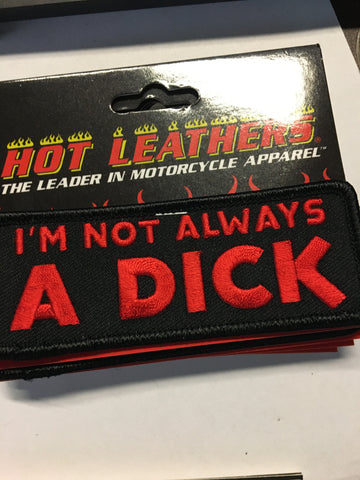 HOT LEATHERS
THE LEADER IN MOTORCYCLE APPAREL™
I'M NOT ALWAYS
A DICK